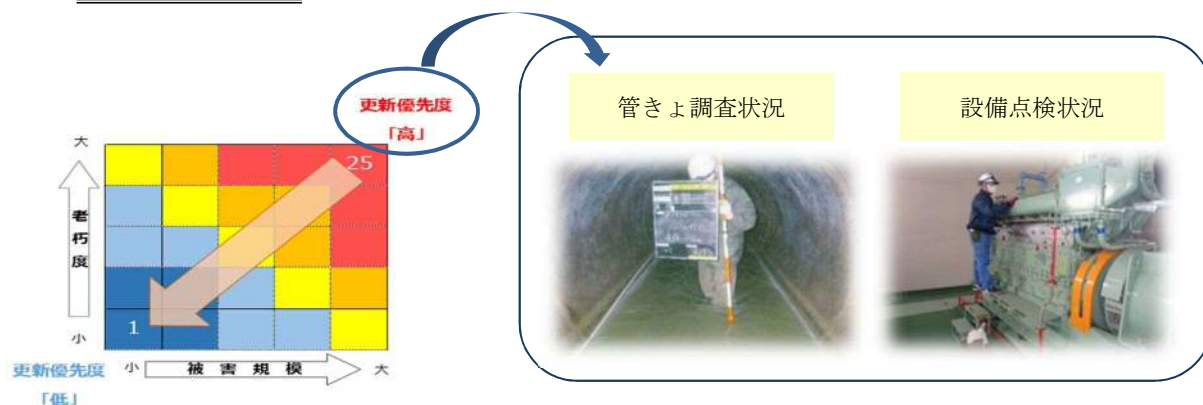 更新優先度
「高」
管きょ調査状況
設備点検状況
大
25
老朽度
1
小
小
被害規模
大
更新優先度
「低」